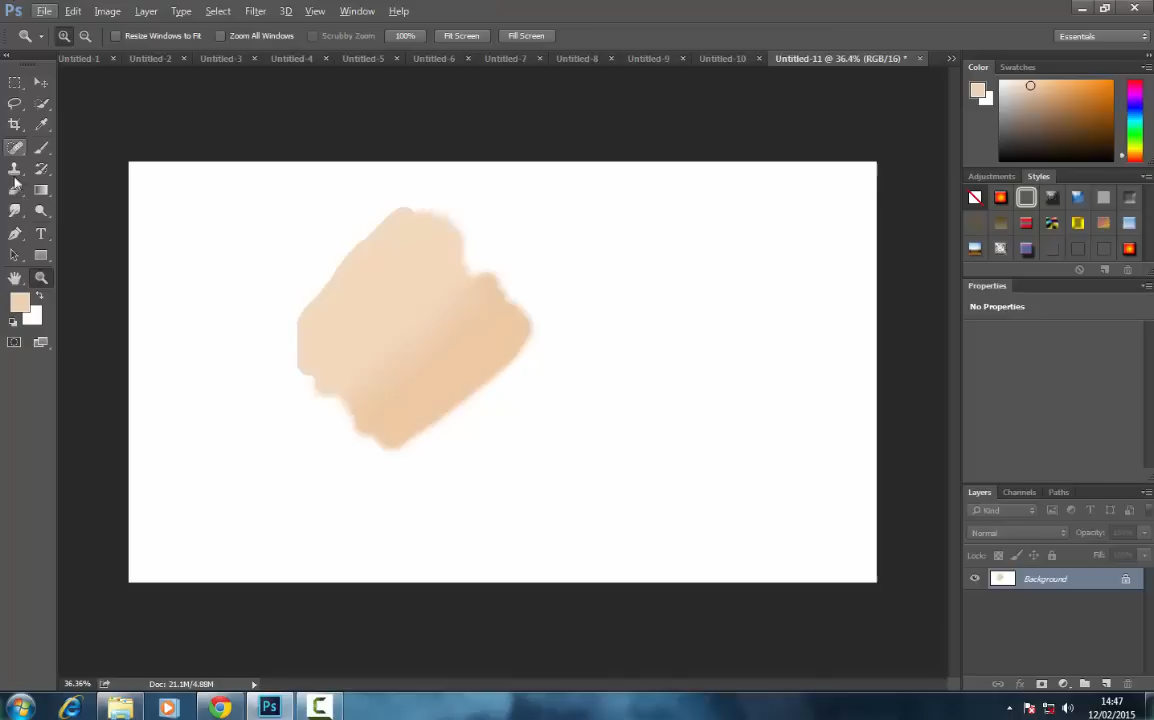 Ps File Edit Image Layer Type Select Filter 3D View Window Help
Resize Windows to Fit Zoom All Windows Scrubby Zoom 100% Fit Screen Fill Screen Essentials
Untitled-1 Untitled-2 Untitled-3 Untitled-4 Untitled-5 Untitled-6 Untitled-7 Untitled-8 Untitled-9 Untitled-10 Untitled-11 @ 36.4% (RGB/16) *
Color Swatches
Adjustments Styles
Properties
No Properties
Layers Channels Paths
Kind
Normal Opacity: 100%
Lock: Fill: 100%
Background
36.36% Doc: 21.1M/4.88M
Ps
14:47
12/02/2015